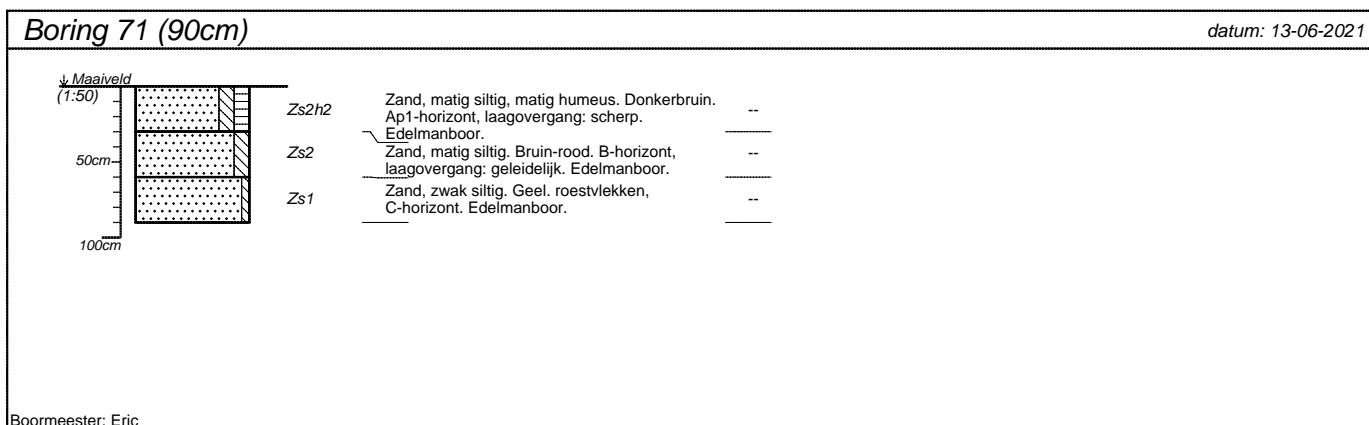 Boring 71 (90cm)
datum: 13-06-2021
Maaiveld
(1:50)
Zs2h2
Zand, matig siltig, matig humeus. Donkerbruin.
Ap1-horizont, laagovergang: scherp.
Edelmanboor.
--
50cm
Zs2
Zand, matig siltig. Bruin-rood. B-horizont,
laagovergang: geleidelijk. Edelmanboor.
--
Zs1
Zand, zwak siltig. Geel. roestvlekken,
C-horizont. Edelmanboor.
--
100cm
Boormeester: Eric